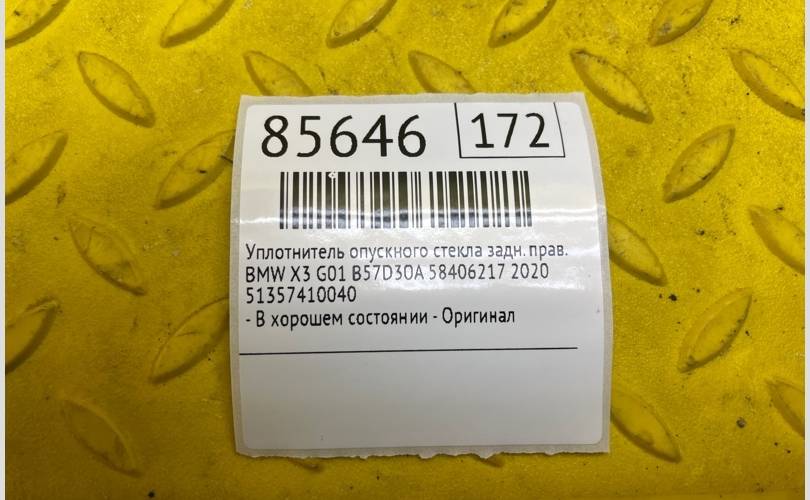 85646 172
Уплотнитель опускного стекла задн. прав.
BMW X3 G01 B57D30A 58406217 2020
51357410040
- В хорошем состоянии - Оригинал